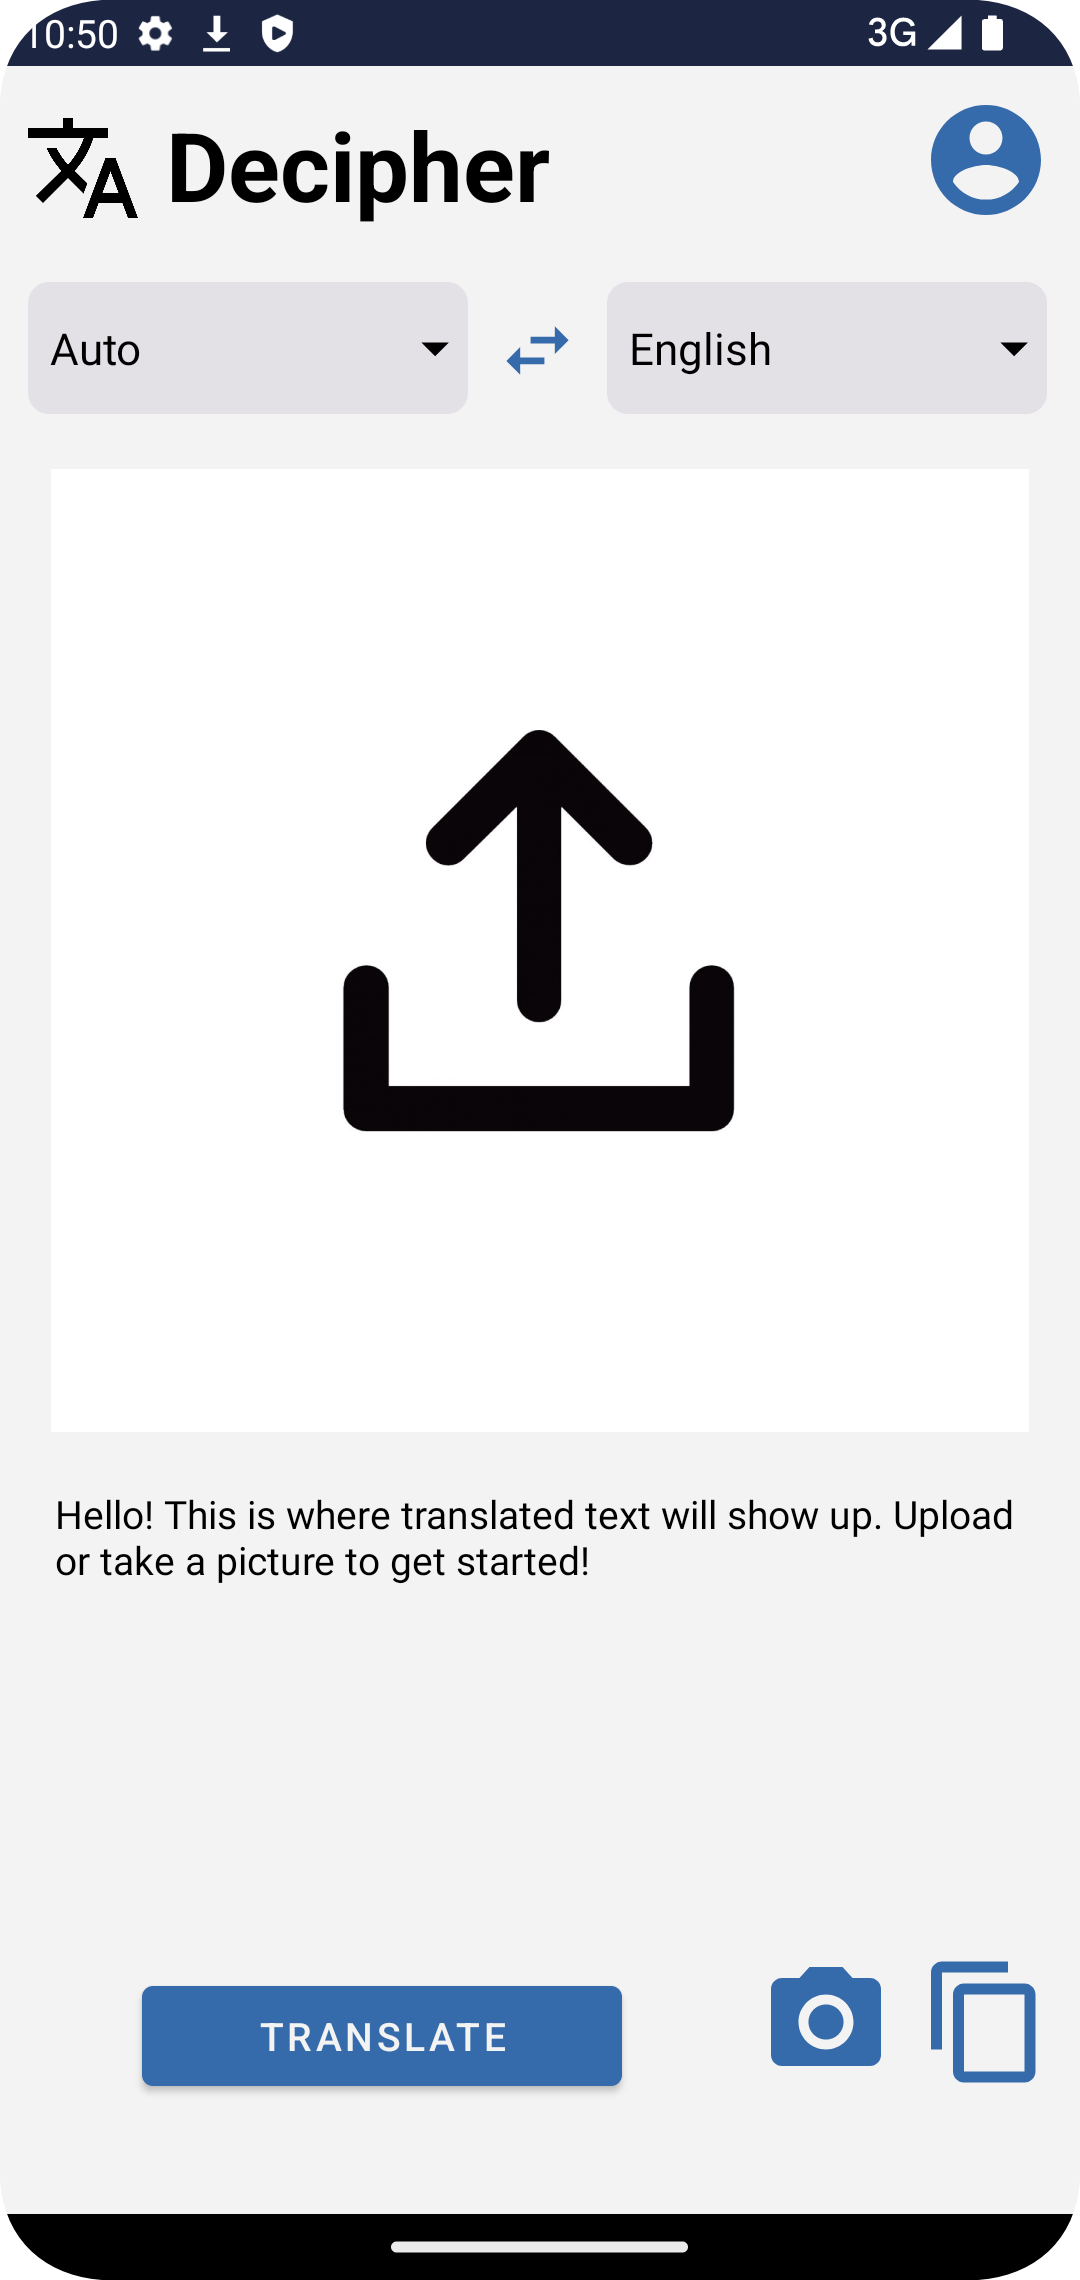 10:50 3G
Decipher
Auto English
Hello! This is where translated text will show up. Upload
or take a picture to get started!
TRANSLATE